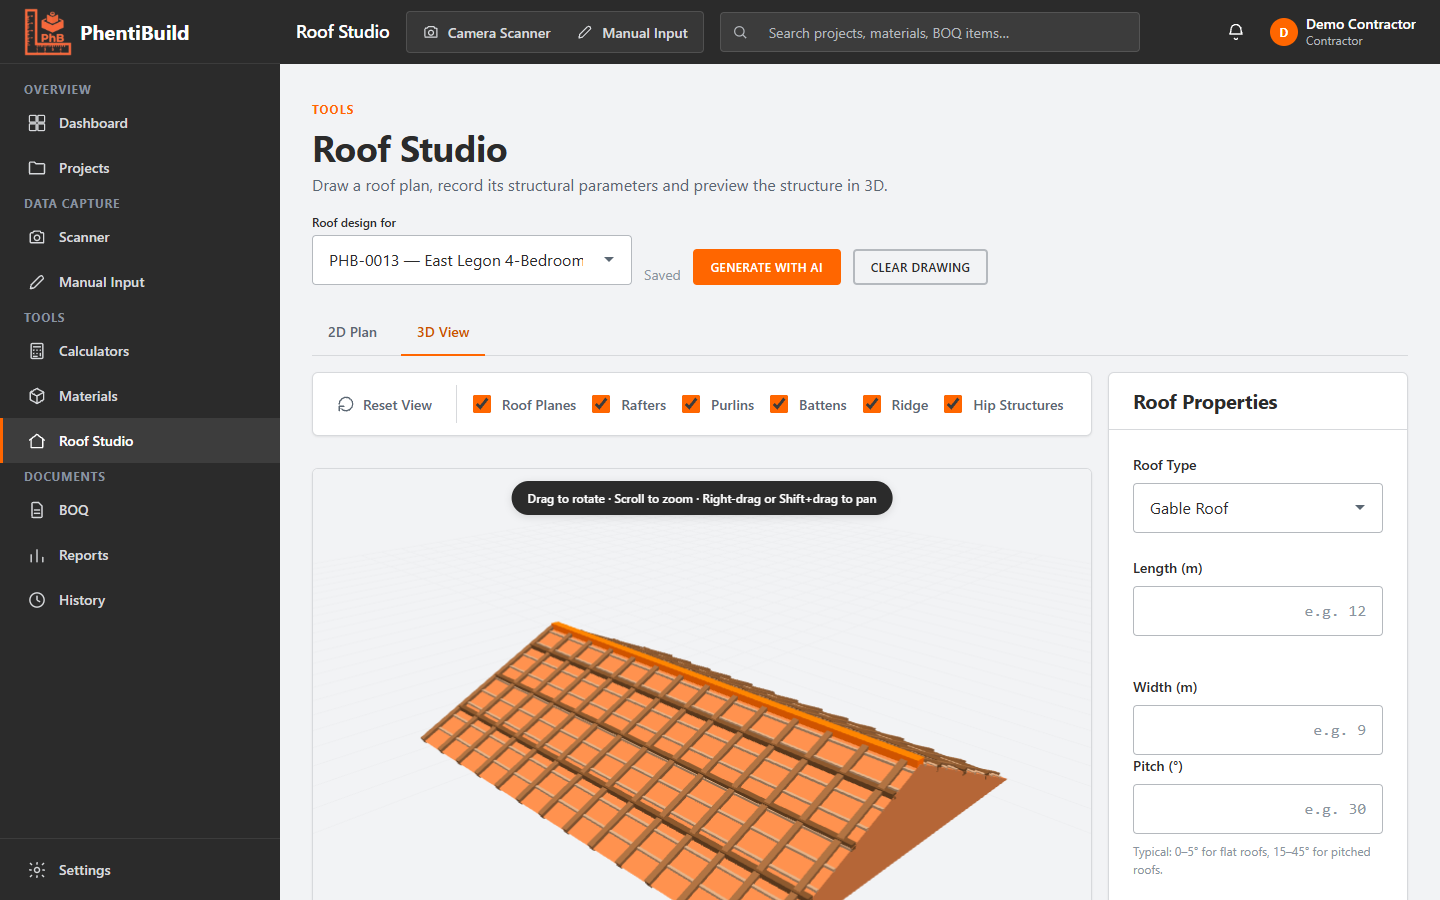 PhB
PhentiBuild
Roof Studio
Camera Scanner
Manual Input
Search projects, materials, BOQ items...
D
Demo Contractor
Contractor
OVERVIEW
Dashboard
Projects
DATA CAPTURE
Scanner
Manual Input
TOOLS
Calculators
Materials
Roof Studio
DOCUMENTS
BOQ
Reports
History
Settings
TOOLS
Roof Studio
Draw a roof plan, record its structural parameters and preview the structure in 3D.
Roof design for
PHB-0013 — East Legon 4-Bedroom
Saved
GENERATE WITH AI
CLEAR DRAWING
2D Plan
3D View
Reset View
Roof Planes
Rafters
Purlins
Battens
Ridge
Hip Structures
Drag to rotate · Scroll to zoom · Right-drag or Shift+drag to pan
Roof Properties
Roof Type
Gable Roof
Length (m)
e.g. 12
Width (m)
e.g. 9
Pitch (°)
e.g. 30
Typical: 0–5° for flat roofs, 15–45° for pitched
roofs.